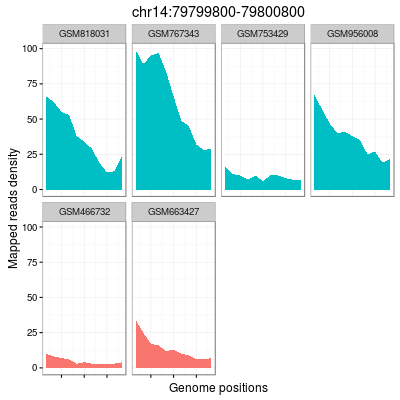 chr14:79799800-79800800
GSM818031 GSM767343 GSM753429 GSM956008
100
75
50
25
0
GSM466732 GSM663427
100
75
50
25
0
Mapped reads density
Genome positions